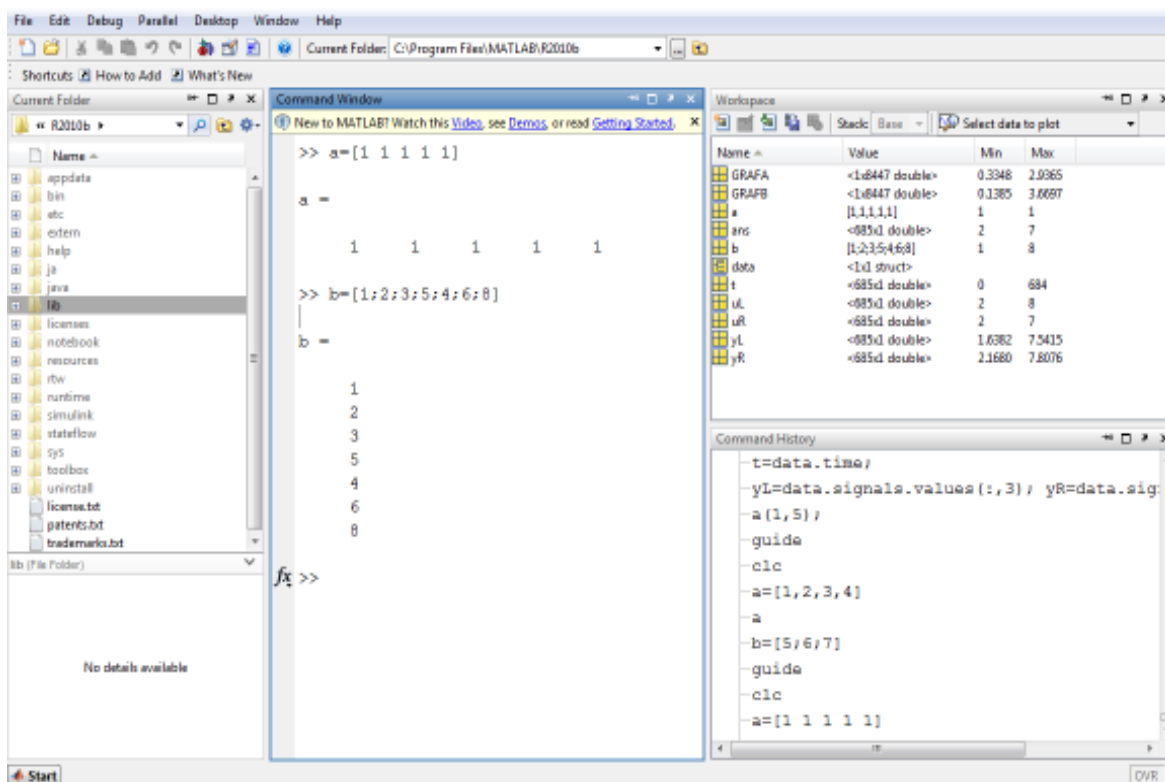 File Edit Debug Parallel Desktop Window Help
Current Folder: C:\Program Files\MATLAB\R2010b
Shortcuts How to Add What's New
Current Folder
« R2010b
Name
appdata
bin
etc
extern
help
ja
java
lib
licenses
notebook
resources
rtw
runtime
simulink
stateflow
sys
toolbox
uninstall
license.txt
patents.txt
trademarks.txt
lib (File Folder)
No details available
Start
Command Window
New to MATLAB? Watch this Video, see Demos, or read Getting Started.
>> a=[1 1 1 1 1]
a =
1 1 1 1 1
>> b=[1;2;3;5;4;6;8]
b =
1
2
3
5
4
6
8
fx >>
Workspace
Stack: Base Select data to plot
Name Value Min Max
GRAFA <1x8447 double> 0.3348 2.9365
GRAFB <1x8447 double> 0.1385 3.6697
a [1,1,1,1,1] 1 1
ans <685x1 double> 2 7
b [1;2;3;5;4;6;8] 1 8
data <1x1 struct>
t <685x1 double> 0 684
uL <685x1 double> 2 8
uR <685x1 double> 2 7
yL <685x1 double> 1.6382 7.5415
yR <685x1 double> 2.1680 7.8076
Command History
t=data.time;
yL=data.signals.values(:,3); yR=data.sig
a(1,5);
guide
clc
a=[1,2,3,4]
a
b=[5;6;7]
guide
clc
a=[1 1 1 1 1]
OVR